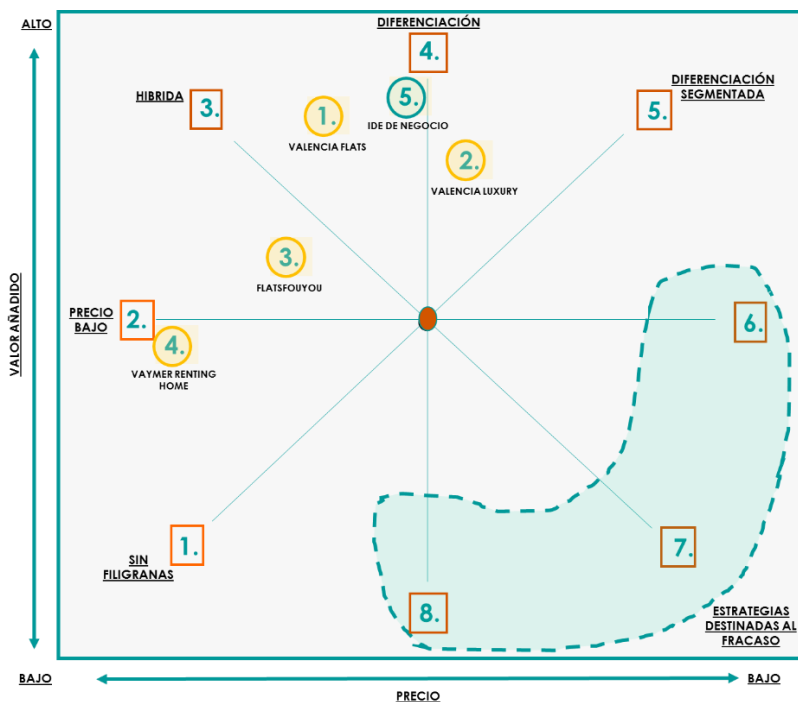 ALTO
DIFERENCIACIÓN
4.
HIBRIDA
3.
1.
VALENCIA FLATS
5.
IDE DE NEGOCIO
DIFERENCIACIÓN
SEGMENTADA
5.
2.
VALENCIA LUXURY
3.
FLATSFOUYOU
VALOR AÑADIDO
PRECIO
BAJO
2.
4.
VAYMER RENTING
HOME
6.
1.
SIN
FILIGRANAS
7.
8.
ESTRATEGIAS
DESTINADAS AL
FRACASO
BAJO
BAJO
PRECIO